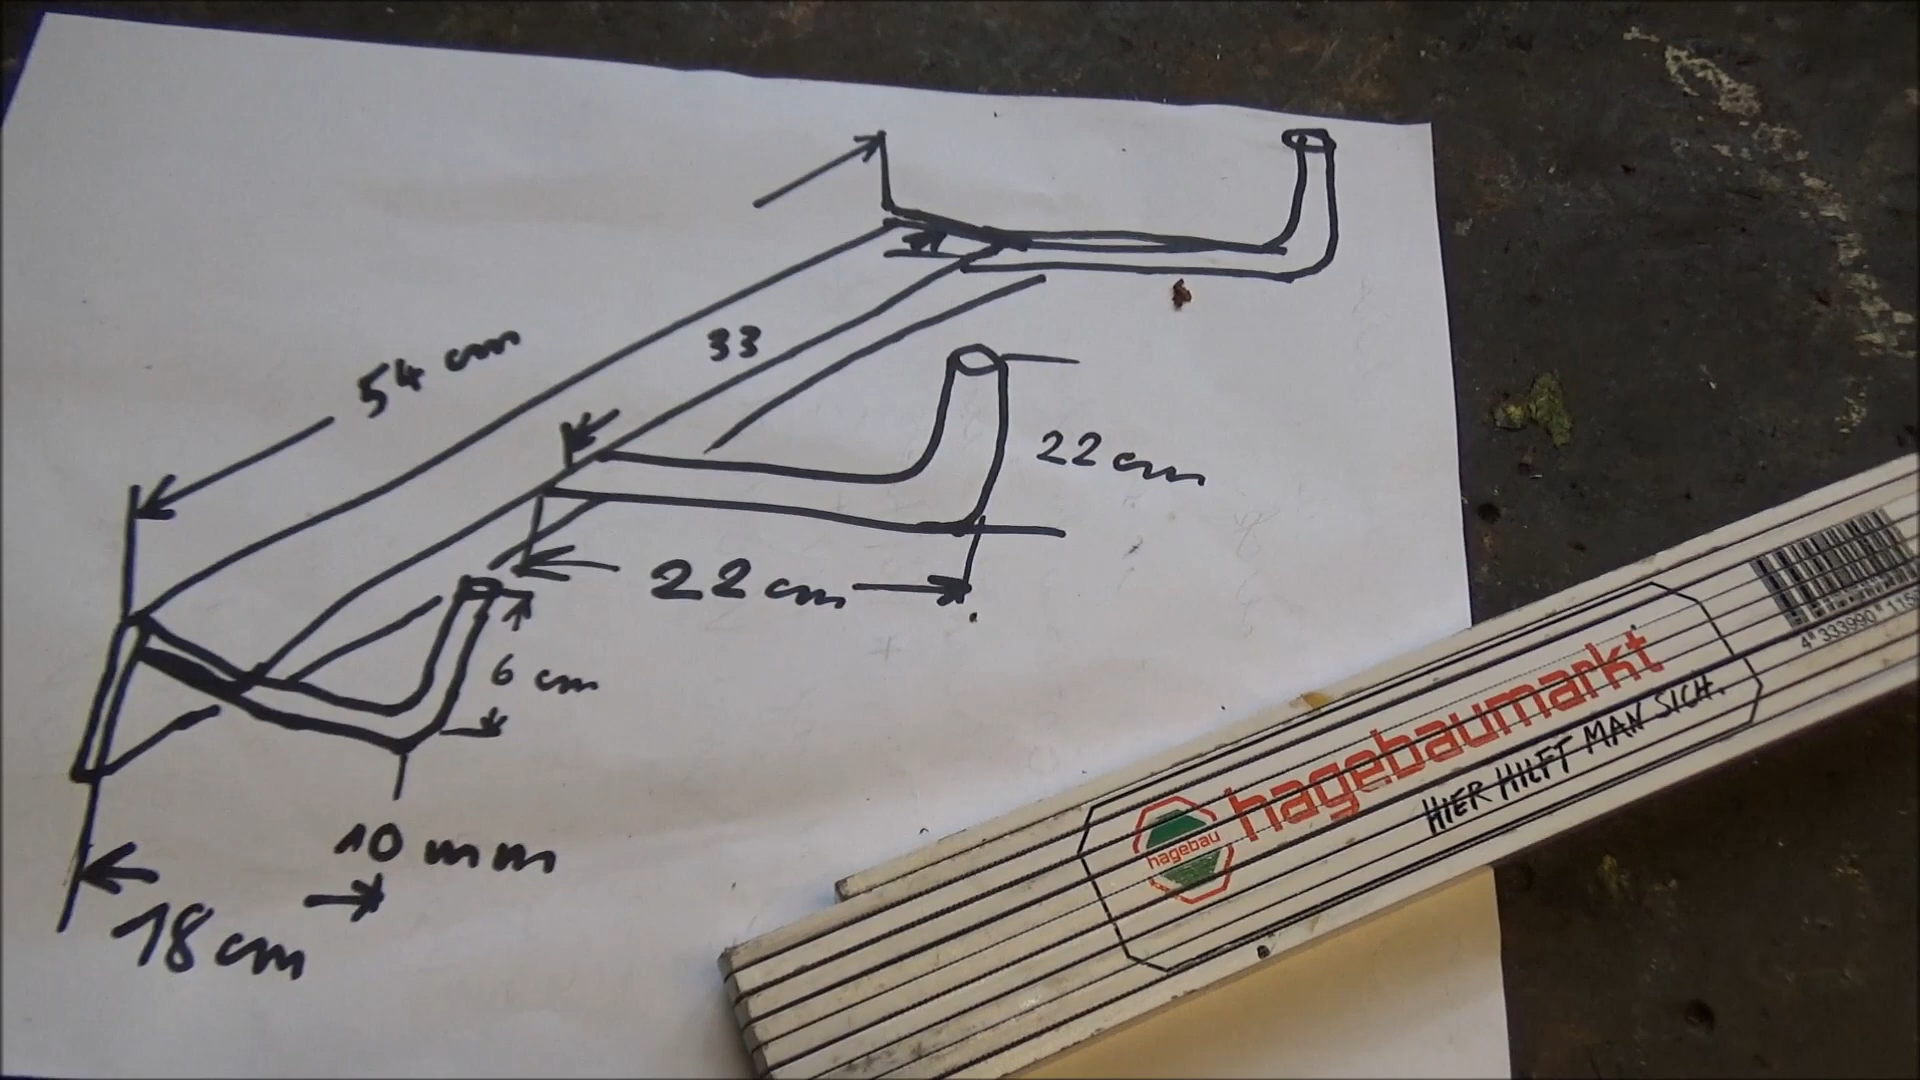 54 cm
33
22 cm
22 cm
6 cm
10 mm
18 cm
hagebau
hagebaumarkt
HIER HILFT MAN SICH.